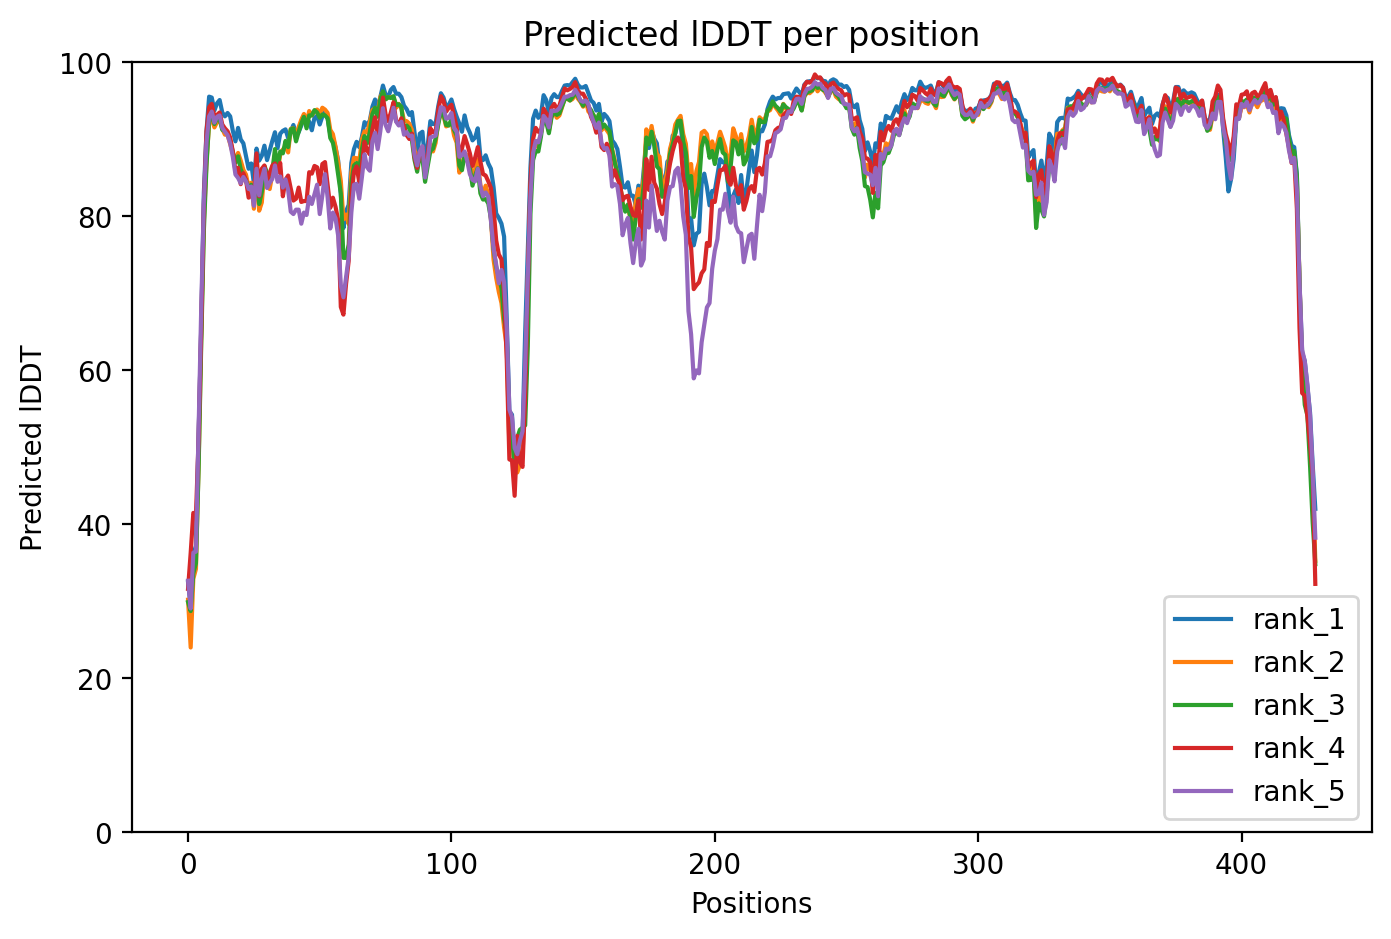 Predicted lDDT per position
100
80
60
40
20
0
Predicted lDDT
0 100 200 300 400
Positions
rank_1
rank_2
rank_3
rank_4
rank_5